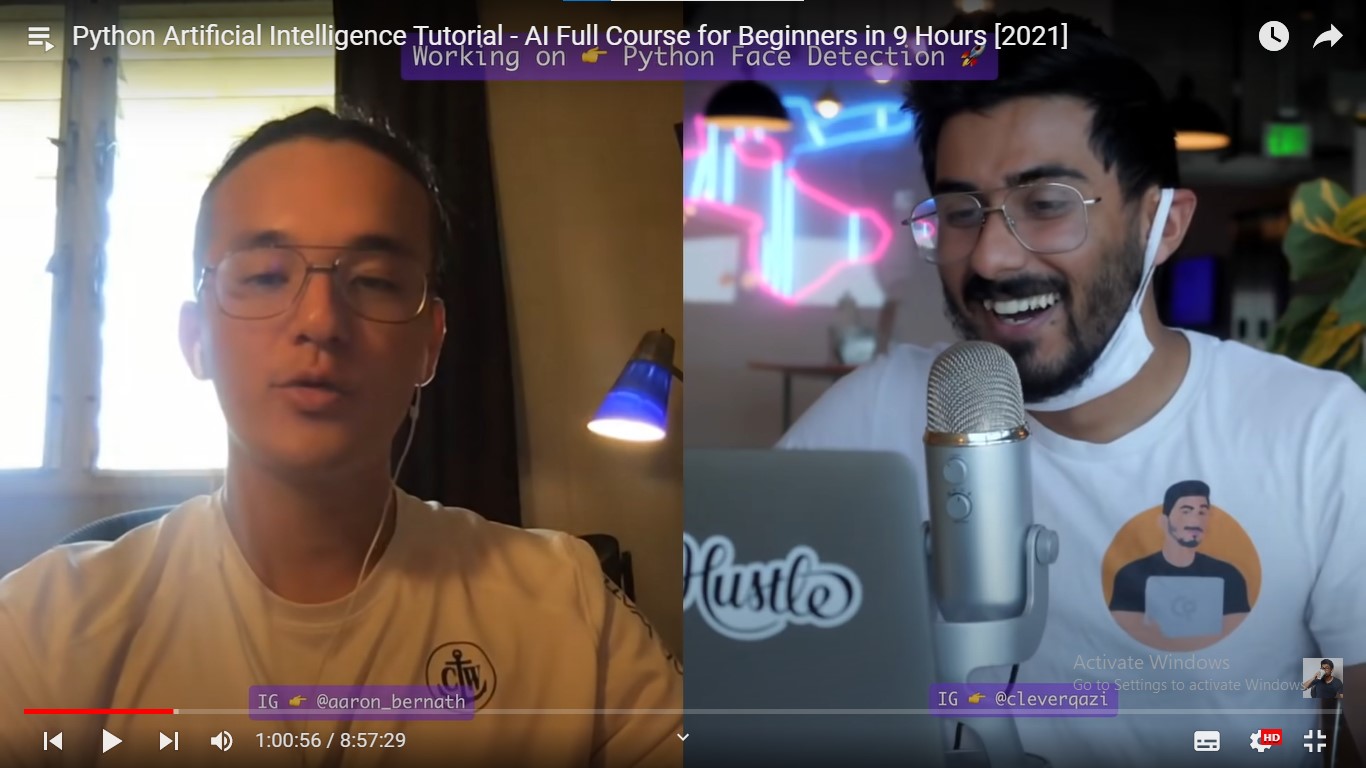 Python Artificial Intelligence Tutorial - AI Full Course for Beginners in 9 Hours [2021]
Working on 👉 Python Face Detection 🚀
Hustle
CTW
Activate Windows
Go to Settings to activate Windows
IG 👉 @aaron_bernath
IG 👉 @cleverqazi
1:00:56 / 8:57:29
HD